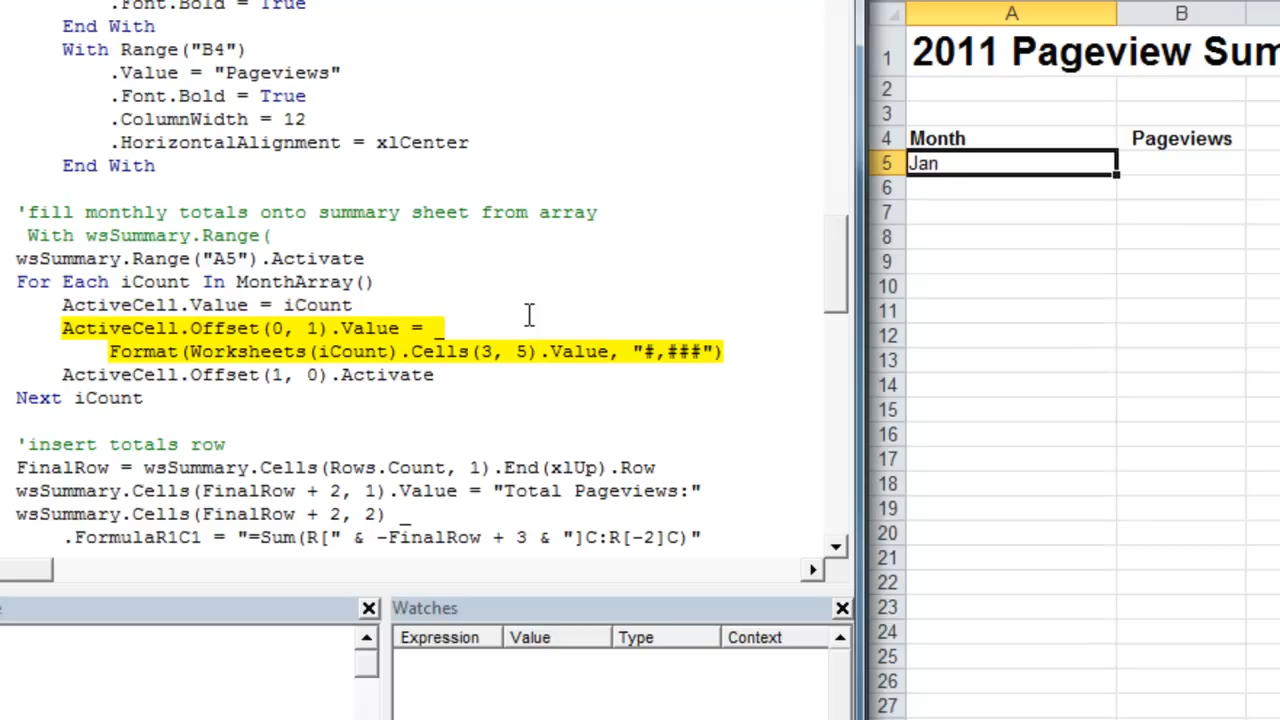 .Font.Bold = True
End With
With Range("B4")
.Value = "Pageviews"
.Font.Bold = True
.ColumnWidth = 12
.HorizontalAlignment = xlCenter
End With
'fill monthly totals onto summary sheet from array
With wsSummary.Range(
wsSummary.Range("A5").Activate
For Each iCount In MonthArray()
ActiveCell.Value = iCount
ActiveCell.Offset(0, 1).Value = _
Format(Worksheets(iCount).Cells(3, 5).Value, "#,###")
ActiveCell.Offset(1, 0).Activate
Next iCount
'insert totals row
FinalRow = wsSummary.Cells(Rows.Count, 1).End(xlUp).Row
wsSummary.Cells(FinalRow + 2, 1).Value = "Total Pageviews:"
wsSummary.Cells(FinalRow + 2, 2) _
.FormulaR1C1 = "=Sum(R[" & -FinalRow + 3 & "]C:R[-2]C)"
Watches
Expression Value Type Context
A B
1 2011 Pageview Sum
2
3
4 Month Pageviews
5 Jan
6
7
8
9
10
11
12
13
14
15
16
17
18
19
20
21
22
23
24
25
26
27